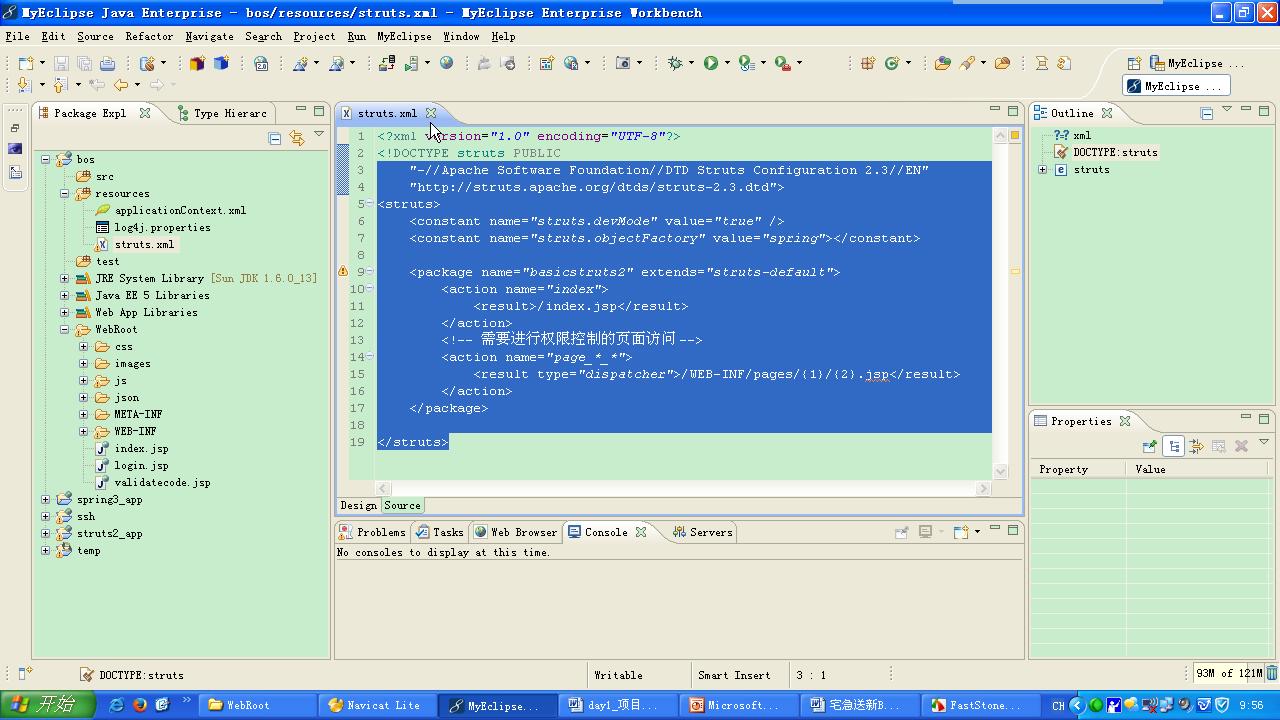 MyEclipse Java Enterprise - bos/resources/struts.xml - MyEclipse Enterprise Workbench
File Edit Source Refactor Navigate Search Project Run MyEclipse Window Help
MyEclipse ...
MyEclipse ...
Package Expl
Type Hierarc
bos
src
resources
applicationContext.xml
log4j.properties
struts.xml
test
JRE System Library [Sun JDK 1.6.0_13]
Java EE 5 Libraries
Web App Libraries
WebRoot
css
images
js
json
META-INF
WEB-INF
index.jsp
login.jsp
validatecode.jsp
spring3_app
ssh
struts2_app
temp
struts.xml
1 <?xml version="1.0" encoding="UTF-8"?>
2 <!DOCTYPE struts PUBLIC
3 "-//Apache Software Foundation//DTD Struts Configuration 2.3//EN"
4 "http://struts.apache.org/dtds/struts-2.3.dtd">
5 <struts>
6 <constant name="struts.devMode" value="true" />
7 <constant name="struts.objectFactory" value="spring"></constant>
8
9 <package name="basicstruts2" extends="struts-default">
10 <action name="index">
11 <result>/index.jsp</result>
12 </action>
13 <!-- 需要进行权限控制的页面访问 -->
14 <action name="page_*_*">
15 <result type="dispatcher">/WEB-INF/pages/{1}/{2}.jsp</result>
16 </action>
17 </package>
18
19 </struts>
Design Source
Problems Tasks Web Browser Console Servers
No consoles to display at this time.
Outline
xml
DOCTYPE:struts
struts
Properties
Property Value
DOCTYPE:struts Writable Smart Insert 3 : 1 93M of 121M
开始 WebRoot Navicat Lite MyEclipse... day1_项目... Microsoft... 宅急送新B... FastStone... CH 9:56